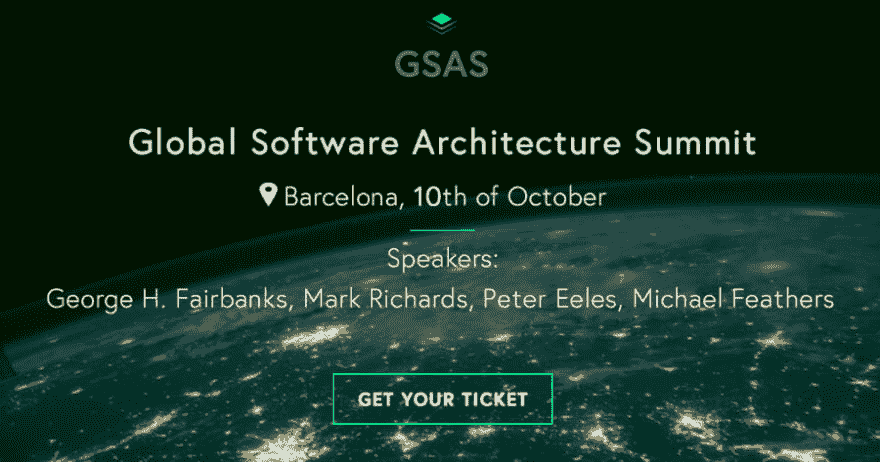 GSAS
Global Software Architecture Summit
Barcelona, 10th of October
Speakers:
George H. Fairbanks, Mark Richards, Peter Eeles, Michael Feathers
GET YOUR TICKET